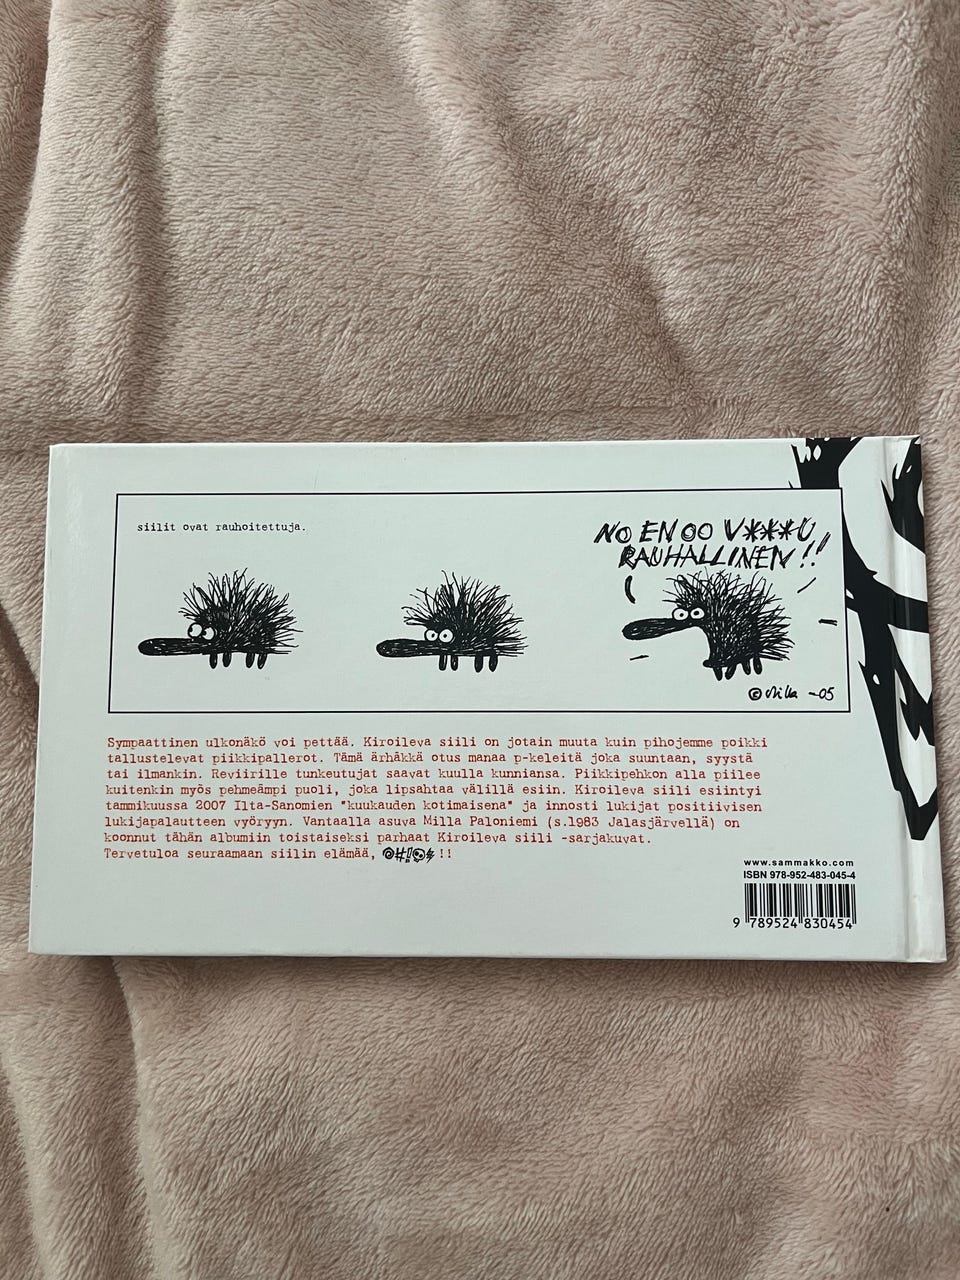 siilit ovat rauhoitettuja.
NO EN OO V***U
RAUHALLINEN!!
© Milla -05
Sympaattinen ulkonäkö voi pettää. Kiroileva siili on jotain muuta kuin pihojemme poikki
tallustelevat piikkipallerot. Tämä ärhäkkä otus manaa p-keleitä joka suuntaan, syystä
tai ilmankin. Reviirille tunkeutujat saavat kuulla kunniansa. Piikkipehkon alla piilee
kuitenkin myös pehmeämpi puoli, joka lipsahtaa välillä esiin. Kiroileva siili esiintyi
tammikuussa 2007 Ilta-Sanomien "kuukauden kotimaisena" ja innosti lukijat positiivisen
lukijapalautteen vyöryyn. Vantaalla asuva Milla Paloniemi (s.1983 Jalasjärvellä) on
koonnut tähän albumiin toistaiseksi parhaat Kiroileva siili -sarjakuvat.
Tervetuloa seuraamaan siilin elämää, @#!☠$ !!
www.sammakko.com
ISBN 978-952-483-045-4
9 789524 830454